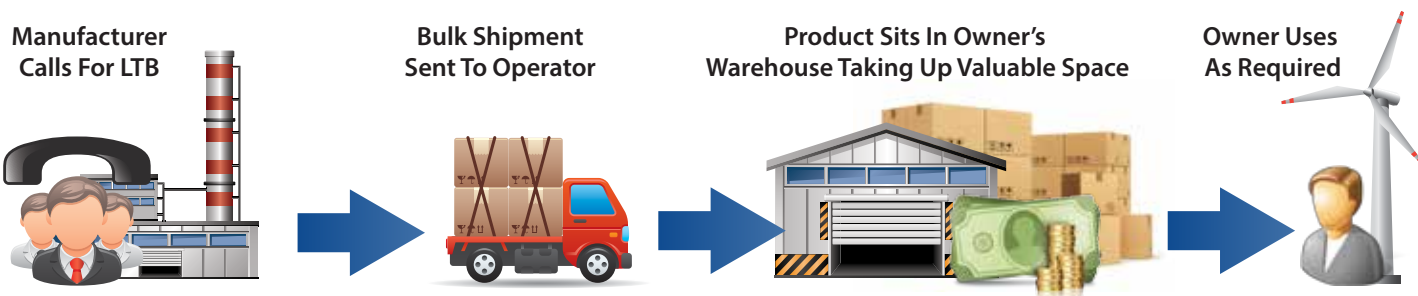 Manufacturer
Calls For LTB
Bulk Shipment
Sent To Operator
Product Sits In Owner's
Warehouse Taking Up Valuable Space
Owner Uses
As Required